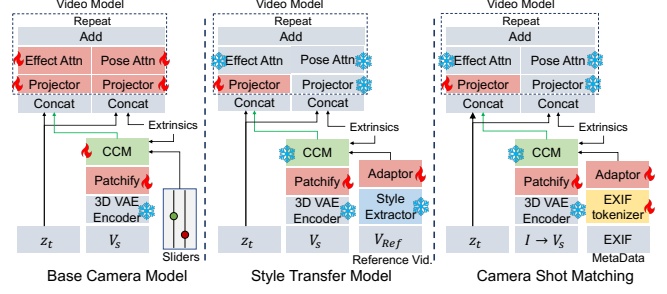 Video Model
Repeat
Add
Effect Attn
Pose Attn
Projector
Projector
Concat
Concat
Extrinsics
CCM
Patchify
3D VAE
Encoder
z_t
V_s
Sliders
Base Camera Model
Video Model
Repeat
Add
Effect Attn
Pose Attn
Projector
Projector
Concat
Concat
Extrinsics
CCM
Adaptor
Patchify
Style
Extractor
3D VAE
Encoder
z_t
V_s
V_Ref
Reference Vid.
Style Transfer Model
Video Model
Repeat
Add
Effect Attn
Pose Attn
Projector
Projector
Concat
Concat
Extrinsics
CCM
Adaptor
Patchify
EXIF
tokenizer
3D VAE
Encoder
z_t
I → V_s
EXIF
MetaData
Camera Shot Matching